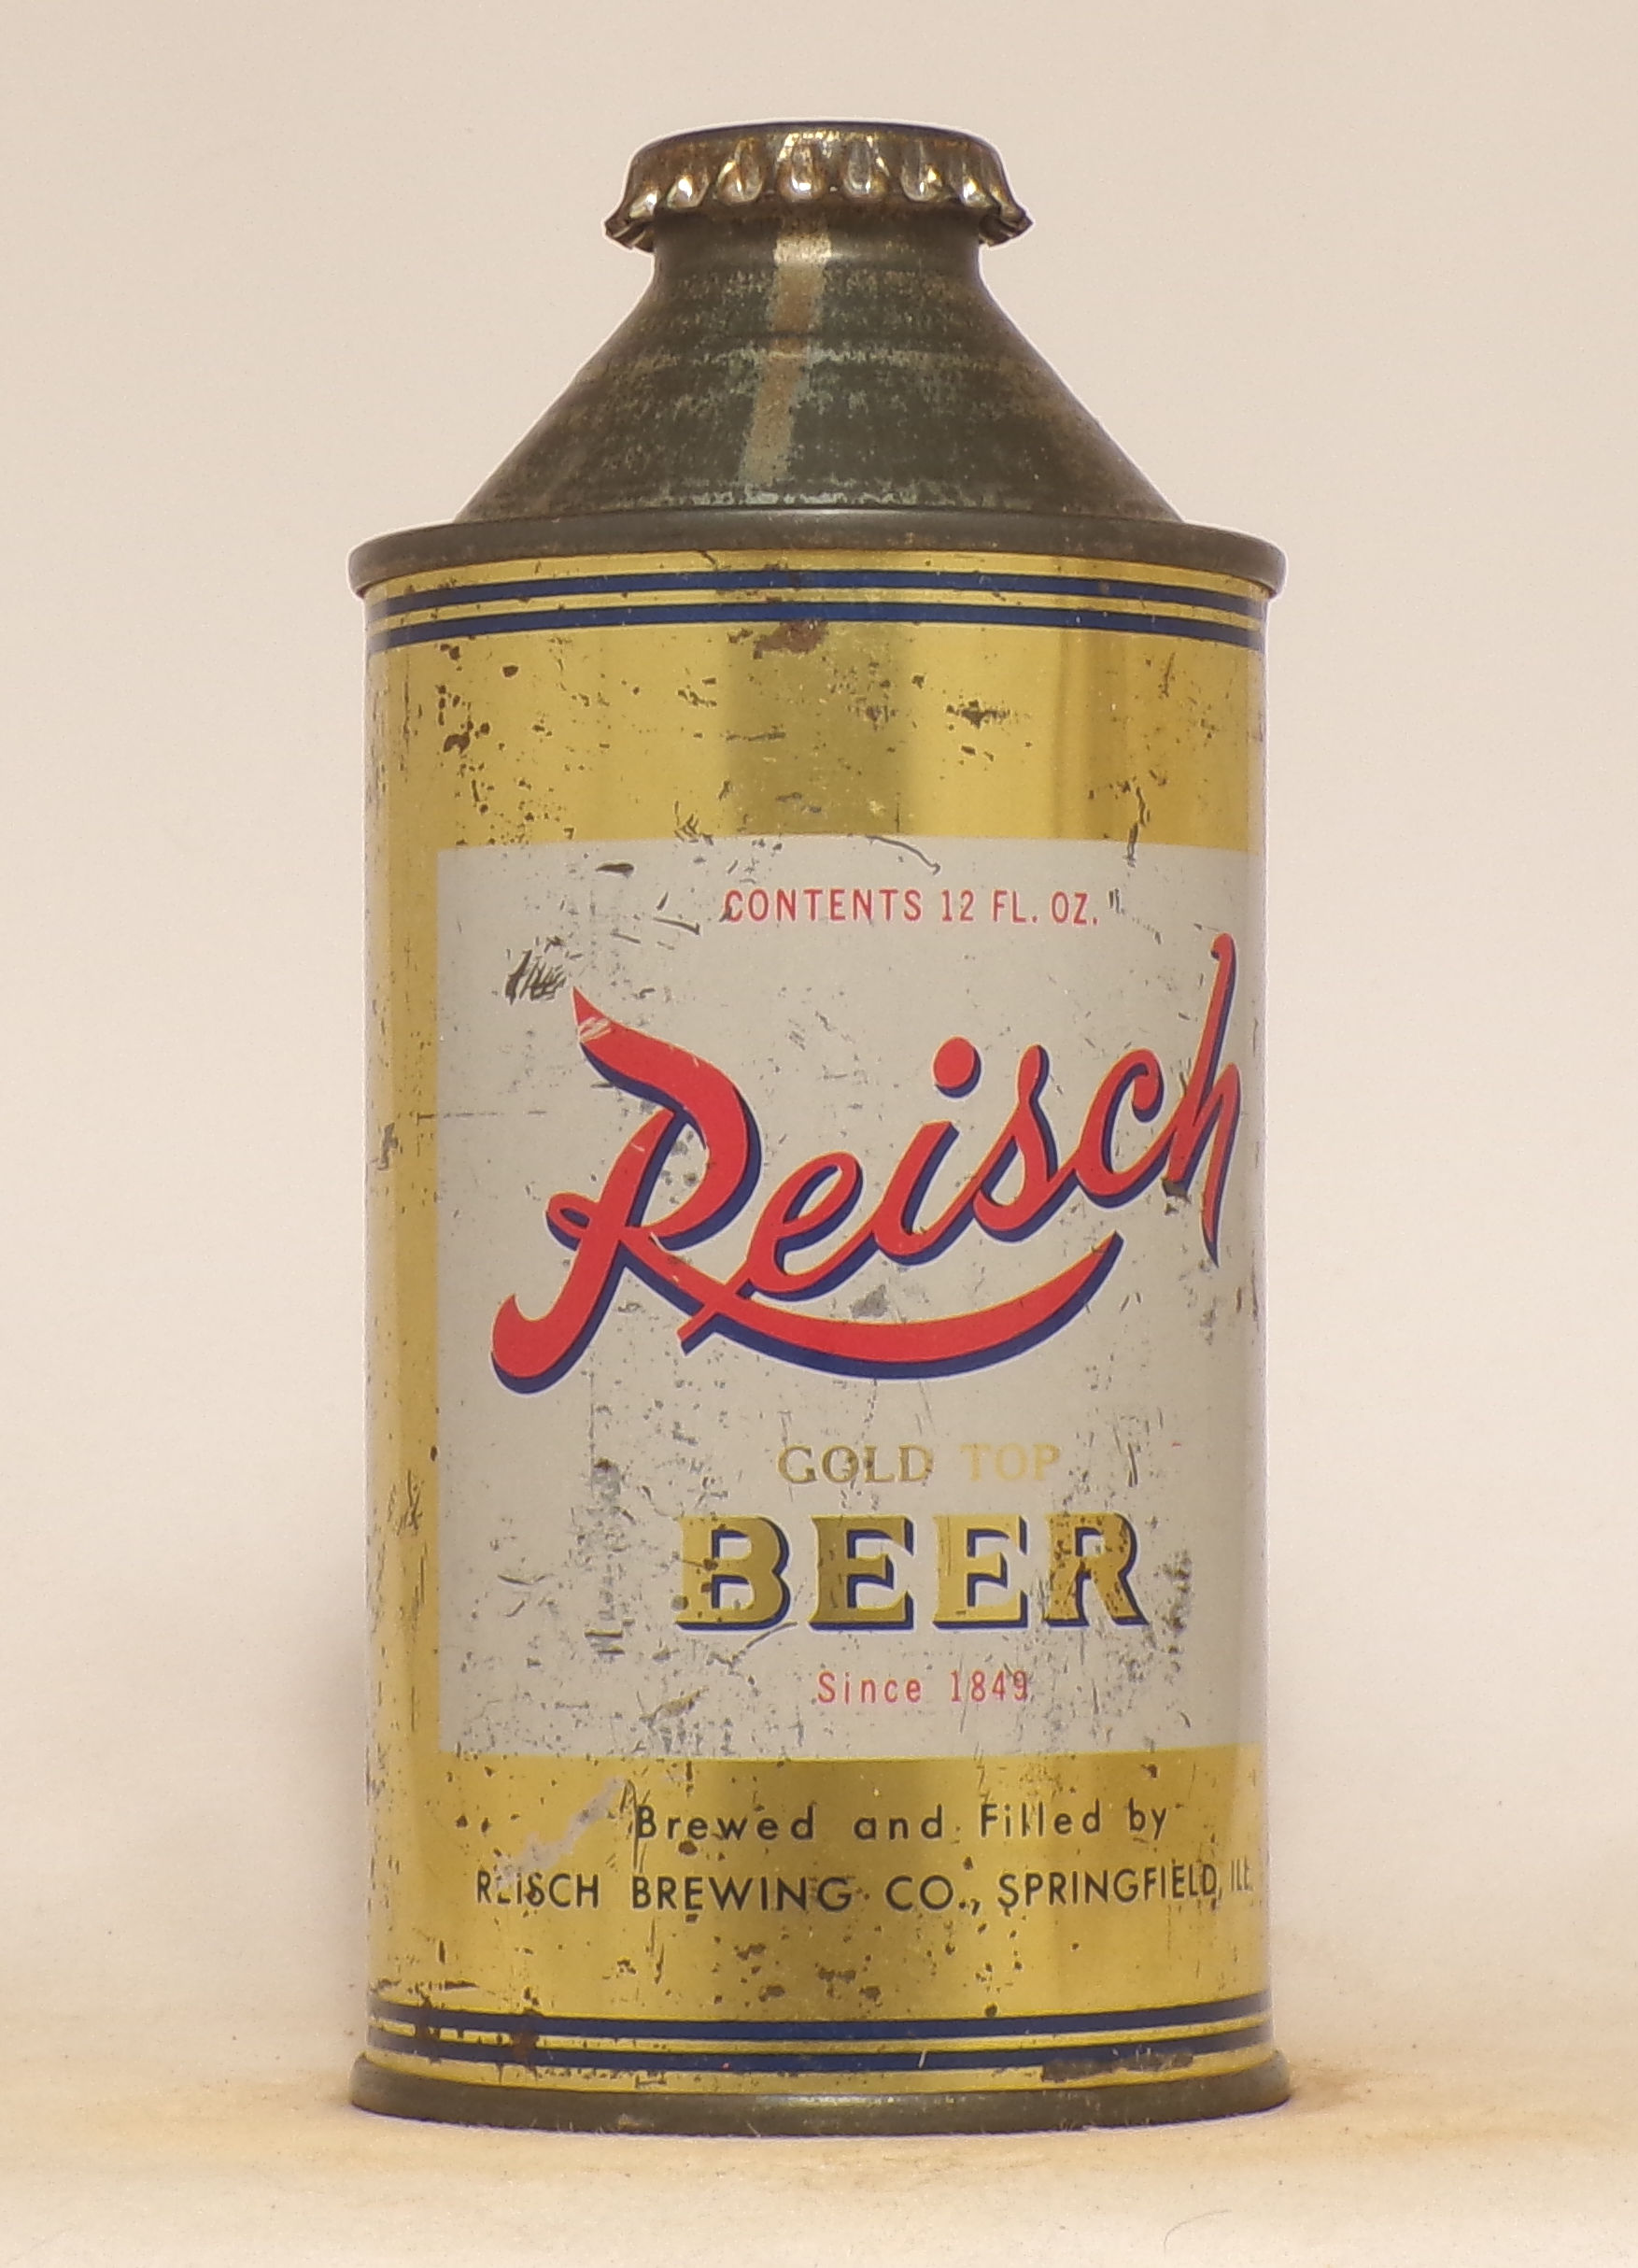 CONTENTS 12 FL. OZ.
Reisch
GOLD TOP
BEER
Since 1849
Brewed and Filled by
REISCH BREWING CO., SPRINGFIELD, ILL.